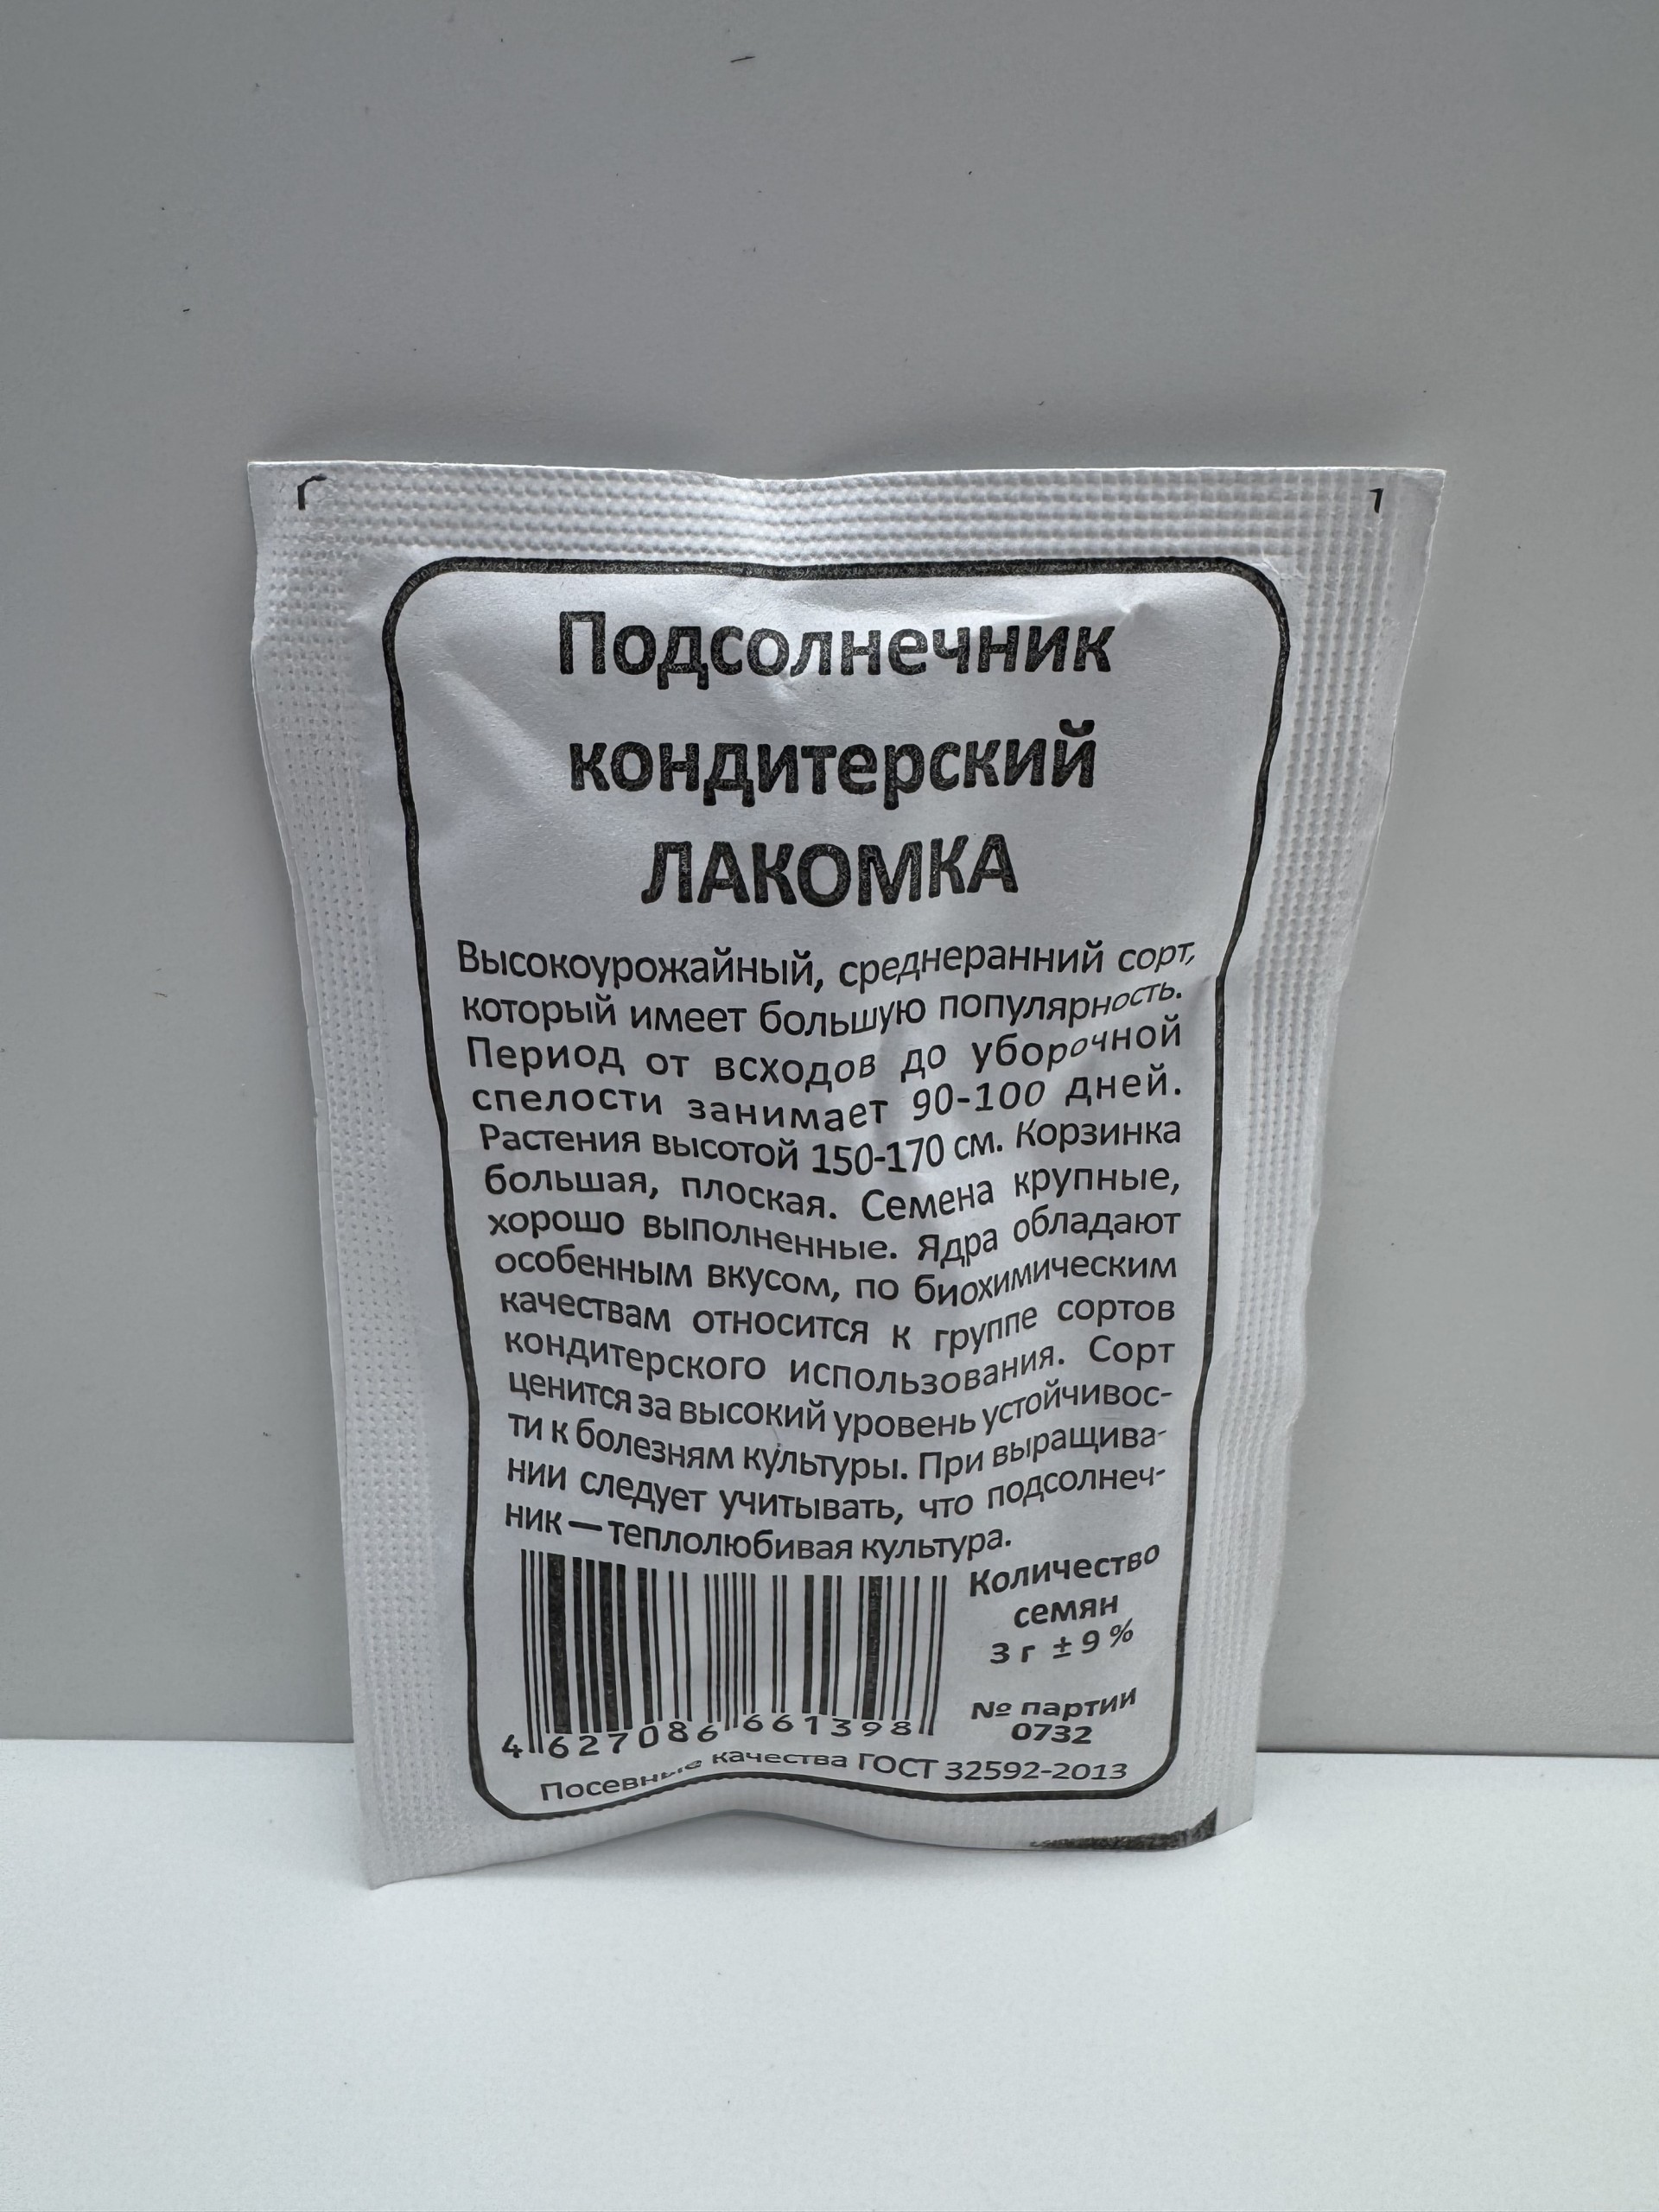 Подсолнечник
кондитерский
ЛАКОМКА
Высокоурожайный, среднеранний сорт,
который имеет большую популярность.
Период от всходов до уборочной
спелости занимает 90-100 дней.
Растения высотой 150-170 см. Корзинка
большая, плоская. Семена крупные,
хорошо выполненные. Ядра обладают
особенным вкусом, по биохимическим
качествам относится к группе сортов
кондитерского использования. Сорт
ценится за высокий уровень устойчивос-
ти к болезням культуры. При выращива-
нии следует учитывать, что подсолнеч-
ник — теплолюбивая культура.
Количество
семян
3 г ± 9 %
№ партии
0732
4 627086 661398
Посевные качества ГОСТ 32592-2013